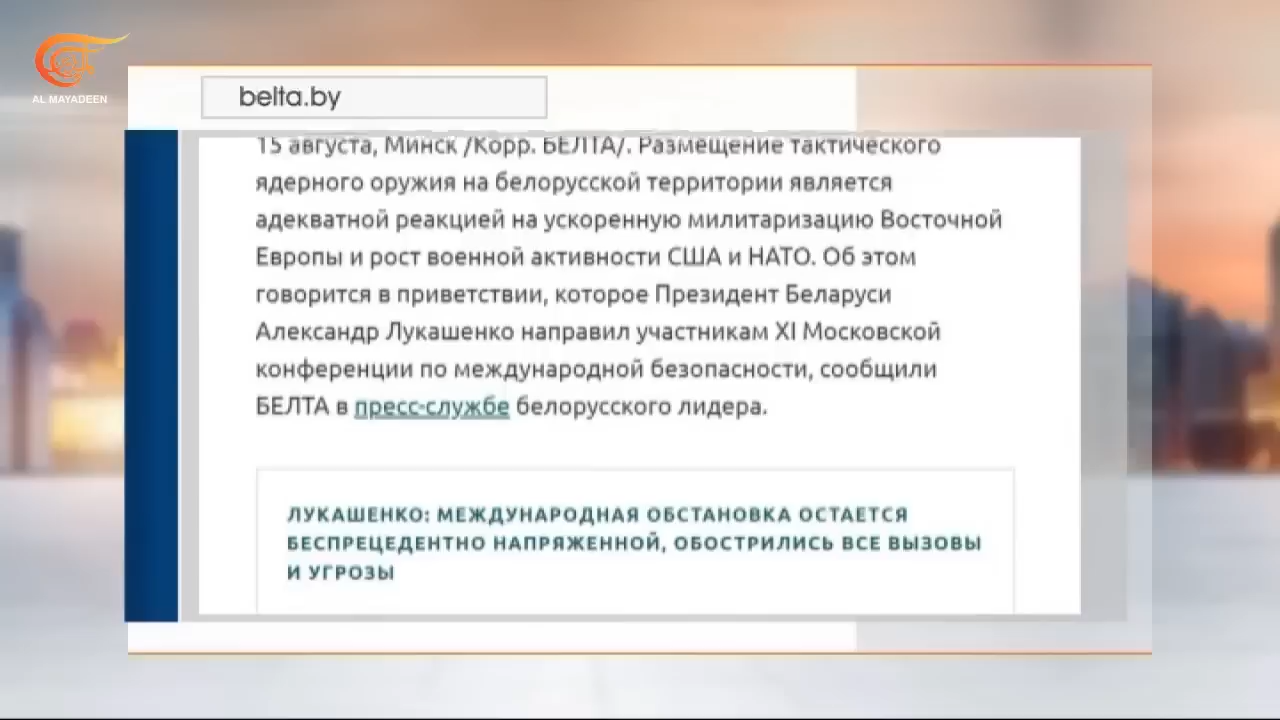 AL MAYADEEN
belta.by
15 августа, Минск /Корр. БЕЛТА/. Размещение тактического
ядерного оружия на белорусской территории является
адекватной реакцией на ускоренную милитаризацию Восточной
Европы и рост военной активности США и НАТО. Об этом
говорится в приветствии, которое Президент Беларуси
Александр Лукашенко направил участникам XI Московской
конференции по международной безопасности, сообщили
БЕЛТА в пресс-службе белорусского лидера.
ЛУКАШЕНКО: МЕЖДУНАРОДНАЯ ОБСТАНОВКА ОСТАЕТСЯ
БЕСПРЕЦЕДЕНТНО НАПРЯЖЕННОЙ, ОБОСТРИЛИСЬ ВСЕ ВЫЗОВЫ
И УГРОЗЫ